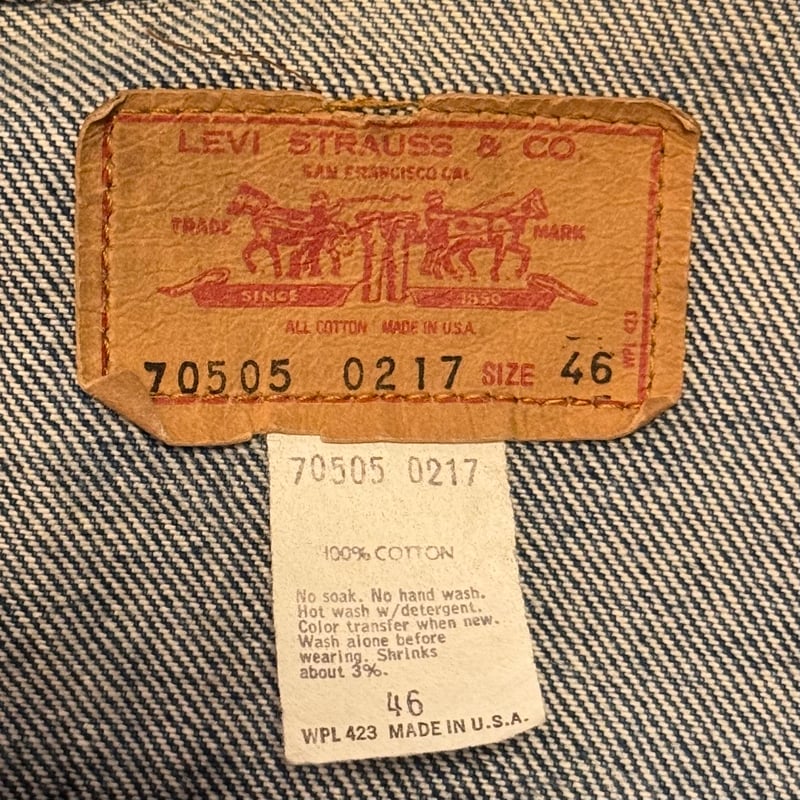 LEVI STRAUSS & CO.
SAN FRANCISCO CAL
TRADE MARK
SINCE 1850
ALL COTTON MADE IN U.S.A.
70505 0217 SIZE 46
WPL 423
70505 0217
100% COTTON
No soak. No hand wash.
Hot wash w/detergent.
Color transfer when new.
Wash alone before
wearing. Shrinks
about 3%.
46
WPL 423 MADE IN U.S.A.